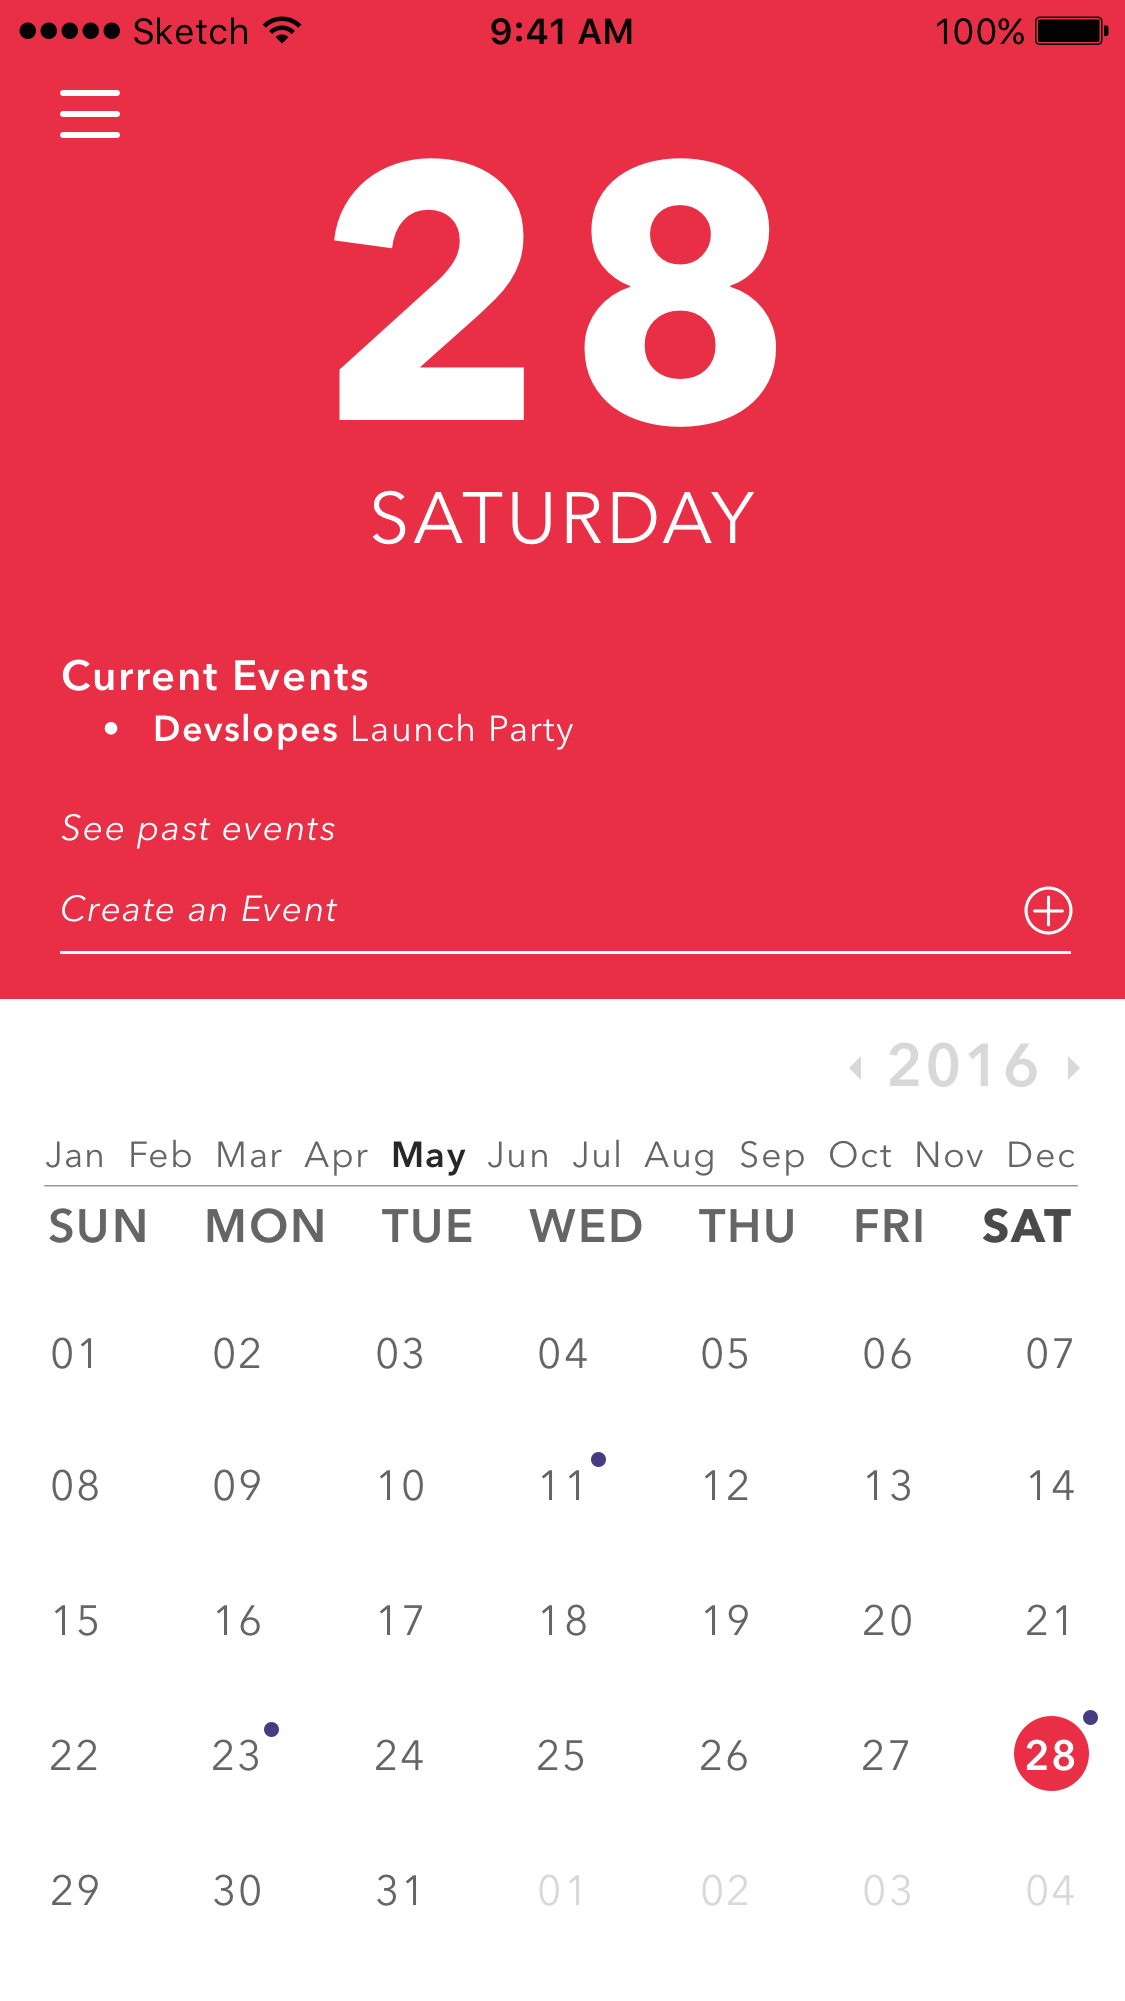 Sketch 9:41 AM 100%
28
SATURDAY
Current Events
• Devslopes Launch Party
See past events
Create an Event
2016
Jan Feb Mar Apr May Jun Jul Aug Sep Oct Nov Dec
SUN MON TUE WED THU FRI SAT
01 02 03 04 05 06 07
08 09 10 11 12 13 14
15 16 17 18 19 20 21
22 23 24 25 26 27 28
29 30 31 01 02 03 04